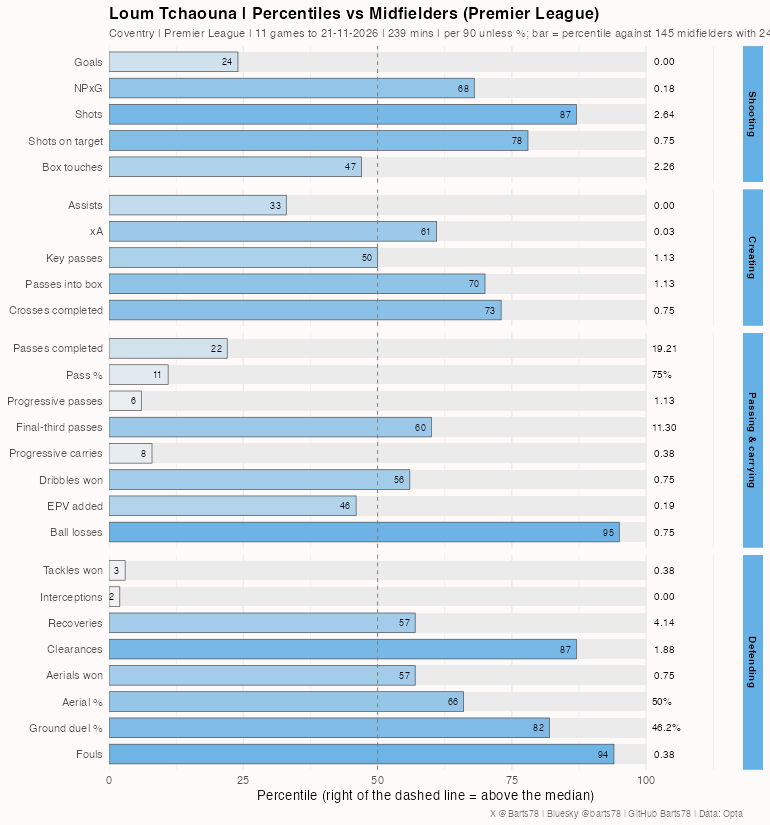 Loum Tchaouna | Percentiles vs Midfielders (Premier League)
Coventry | Premier League | 11 games to 21-11-2026 | 239 mins | per 90 unless %; bar = percentile against 145 midfielders with 24
Goals 24 0.00
NPxG 68 0.18
Shots 87 2.64
Shots on target 78 0.75
Box touches 47 2.26
Shooting
Assists 33 0.00
xA 61 0.03
Key passes 50 1.13
Passes into box 70 1.13
Crosses completed 73 0.75
Creating
Passes completed 22 19.21
Pass % 11 75%
Progressive passes 6 1.13
Final-third passes 60 11.30
Progressive carries 8 0.38
Dribbles won 56 0.75
EPV added 46 0.19
Ball losses 95 0.75
Passing & carrying
Tackles won 3 0.38
Interceptions 2 0.00
Recoveries 57 4.14
Clearances 87 1.88
Aerials won 57 0.75
Aerial % 66 50%
Ground duel % 82 46.2%
Fouls 94 0.38
Defending
0 25 50 75 100
Percentile (right of the dashed line = above the median)
X @Barts78 | Bluesky @barts78 | GitHub Barts78 | Data: Opta